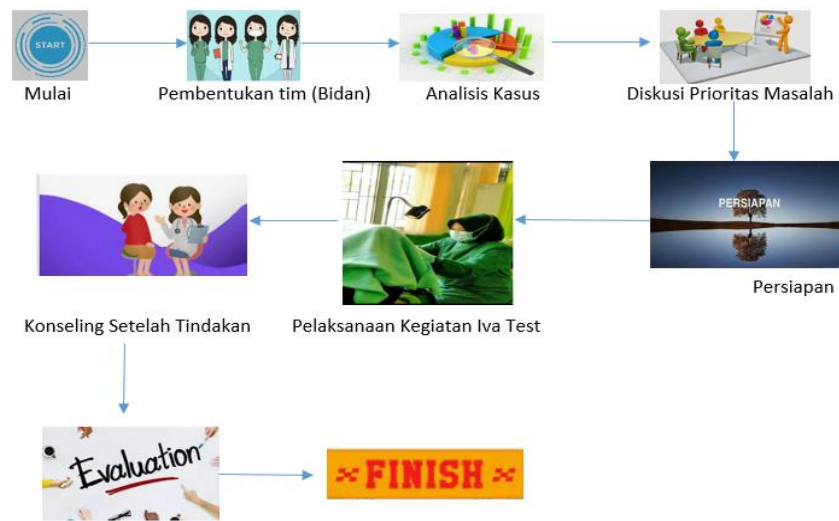 START
Mulai
Pembentukan tim (Bidan)
Analisis Kasus
Diskusi Prioritas Masalah
PERSIAPAN
Persiapan
Pelaksanaan Kegiatan Iva Test
Konseling Setelah Tindakan
Evaluation
FINISH